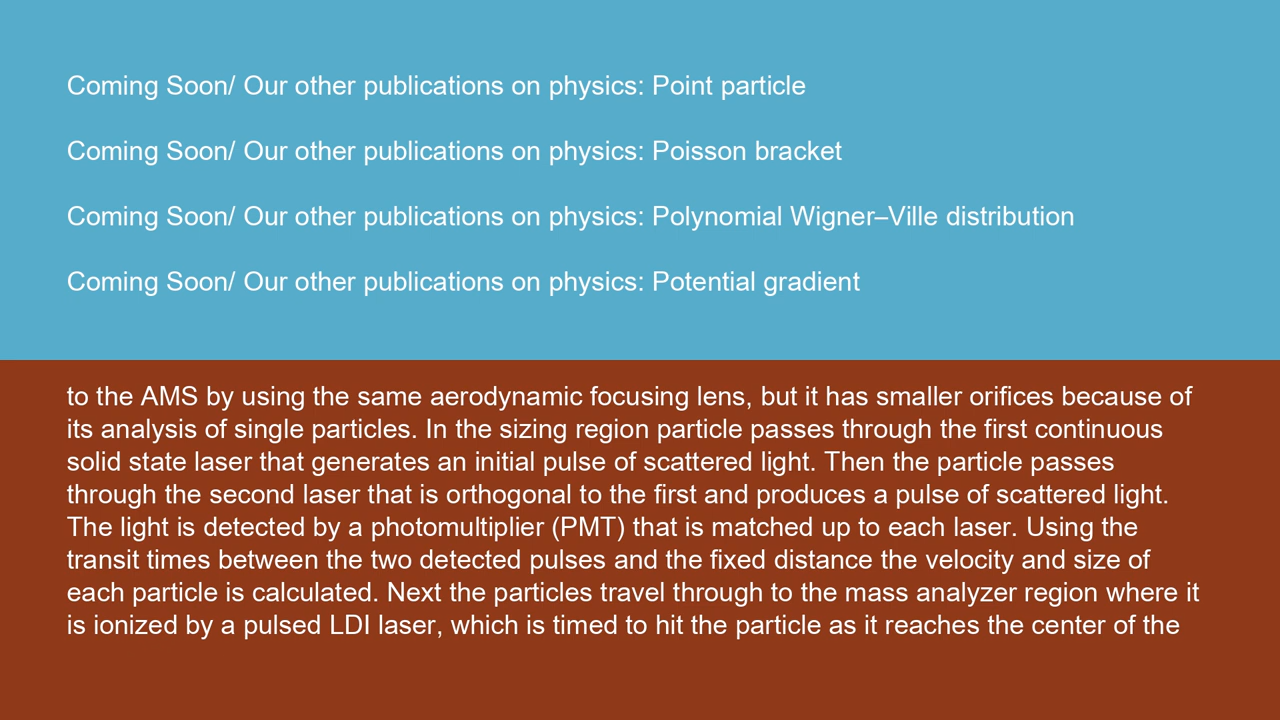 Coming Soon/ Our other publications on physics: Point particle
Coming Soon/ Our other publications on physics: Poisson bracket
Coming Soon/ Our other publications on physics: Polynomial Wigner–Ville distribution
Coming Soon/ Our other publications on physics: Potential gradient
to the AMS by using the same aerodynamic focusing lens, but it has smaller orifices because of
its analysis of single particles. In the sizing region particle passes through the first continuous
solid state laser that generates an initial pulse of scattered light. Then the particle passes
through the second laser that is orthogonal to the first and produces a pulse of scattered light.
The light is detected by a photomultiplier (PMT) that is matched up to each laser. Using the
transit times between the two detected pulses and the fixed distance the velocity and size of
each particle is calculated. Next the particles travel through to the mass analyzer region where it
is ionized by a pulsed LDI laser, which is timed to hit the particle as it reaches the center of the